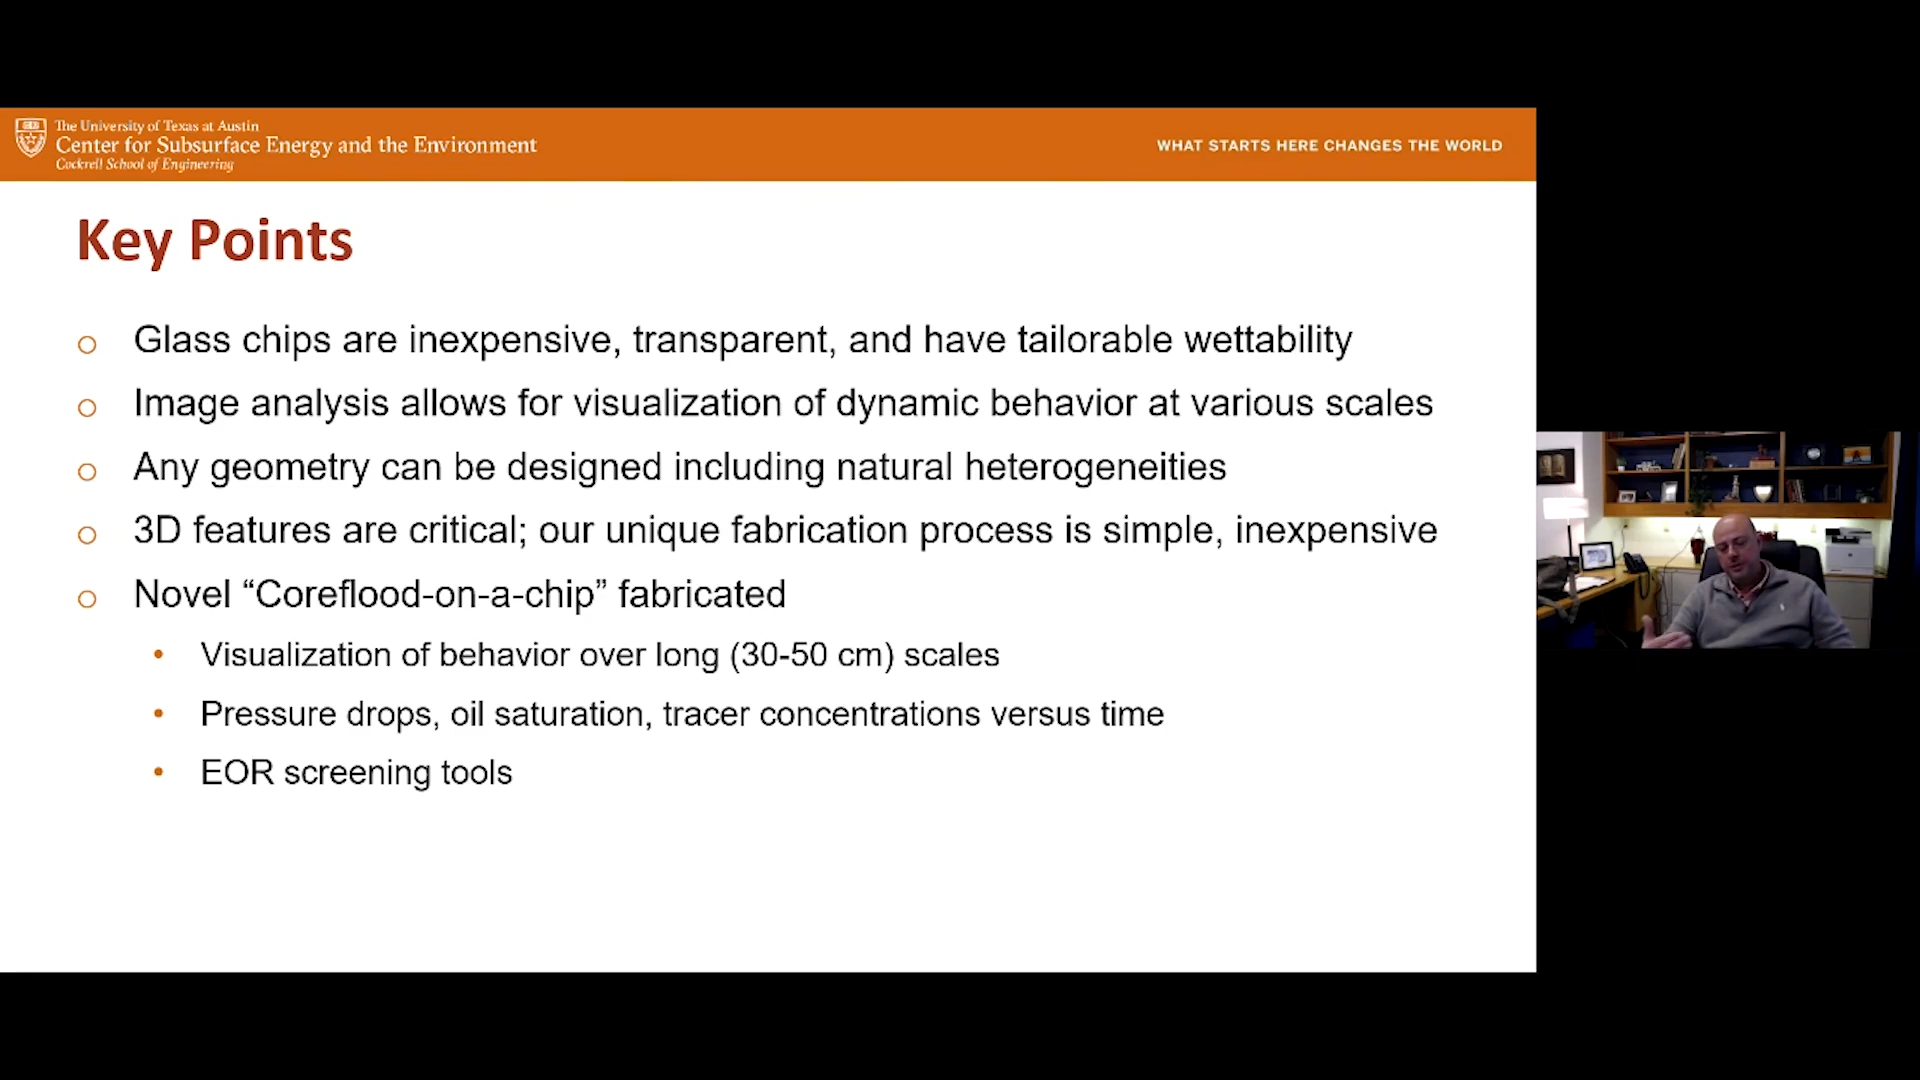 The University of Texas at Austin
Center for Subsurface Energy and the Environment
Cockrell School of Engineering
WHAT STARTS HERE CHANGES THE WORLD
Key Points
Glass chips are inexpensive, transparent, and have tailorable wettability
Image analysis allows for visualization of dynamic behavior at various scales
Any geometry can be designed including natural heterogeneities
3D features are critical; our unique fabrication process is simple, inexpensive
Novel “Coreflood-on-a-chip” fabricated
Visualization of behavior over long (30-50 cm) scales
Pressure drops, oil saturation, tracer concentrations versus time
EOR screening tools